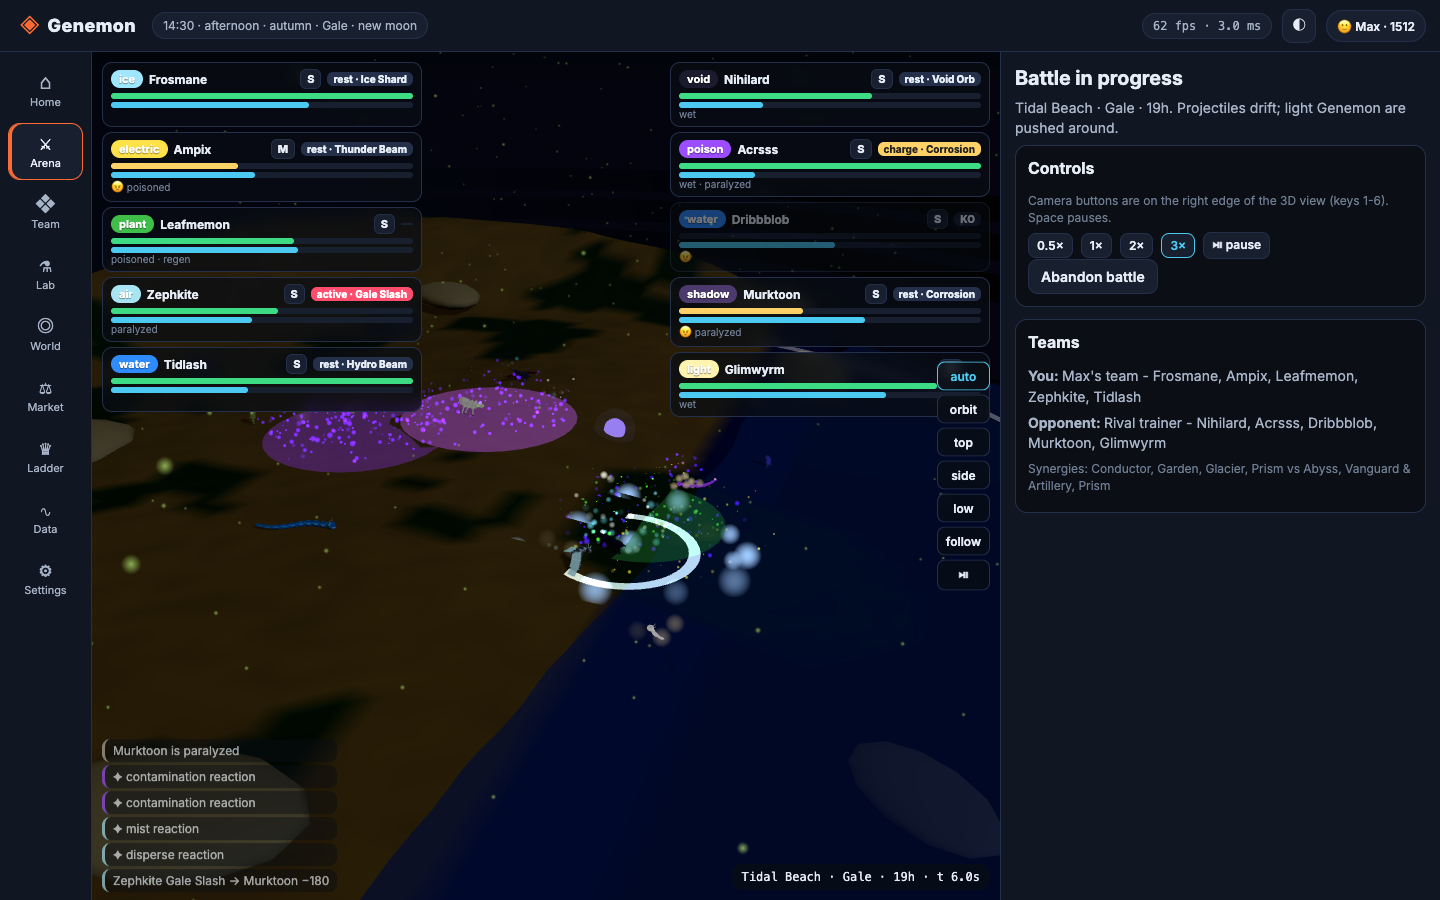 Genemon
14:30 · afternoon · autumn · Gale · new moon
62 fps · 3.0 ms
Max · 1512
Home
Arena
Team
Lab
World
Market
Ladder
Data
Settings
ice Frosmane S rest · Ice Shard
electric Ampix M rest · Thunder Beam
poisoned
plant Leafmemon S
poisoned · regen
air Zephkite S active · Gale Slash
paralyzed
water Tidlash S rest · Hydro Beam
void Nihilard S rest · Void Orb
wet
poison Acrsss S charge · Corrosion
wet · paralyzed
water Dribbblob S KO
shadow Murktoon S rest · Corrosion
paralyzed
light Glimwyrm
wet
auto
orbit
top
side
low
follow
Murktoon is paralyzed
✦ contamination reaction
✦ contamination reaction
✦ mist reaction
✦ disperse reaction
Zephkite Gale Slash → Murktoon −180
Tidal Beach · Gale · 19h · t 6.0s
Battle in progress
Tidal Beach · Gale · 19h. Projectiles drift; light Genemon are
pushed around.
Controls
Camera buttons are on the right edge of the 3D view (keys 1-6).
Space pauses.
0.5× 1× 2× 3× ⏯ pause
Abandon battle
Teams
You: Max's team - Frosmane, Ampix, Leafmemon,
Zephkite, Tidlash
Opponent: Rival trainer - Nihilard, Acrsss, Dribbblob,
Murktoon, Glimwyrm
Synergies: Conductor, Garden, Glacier, Prism vs Abyss, Vanguard &
Artillery, Prism